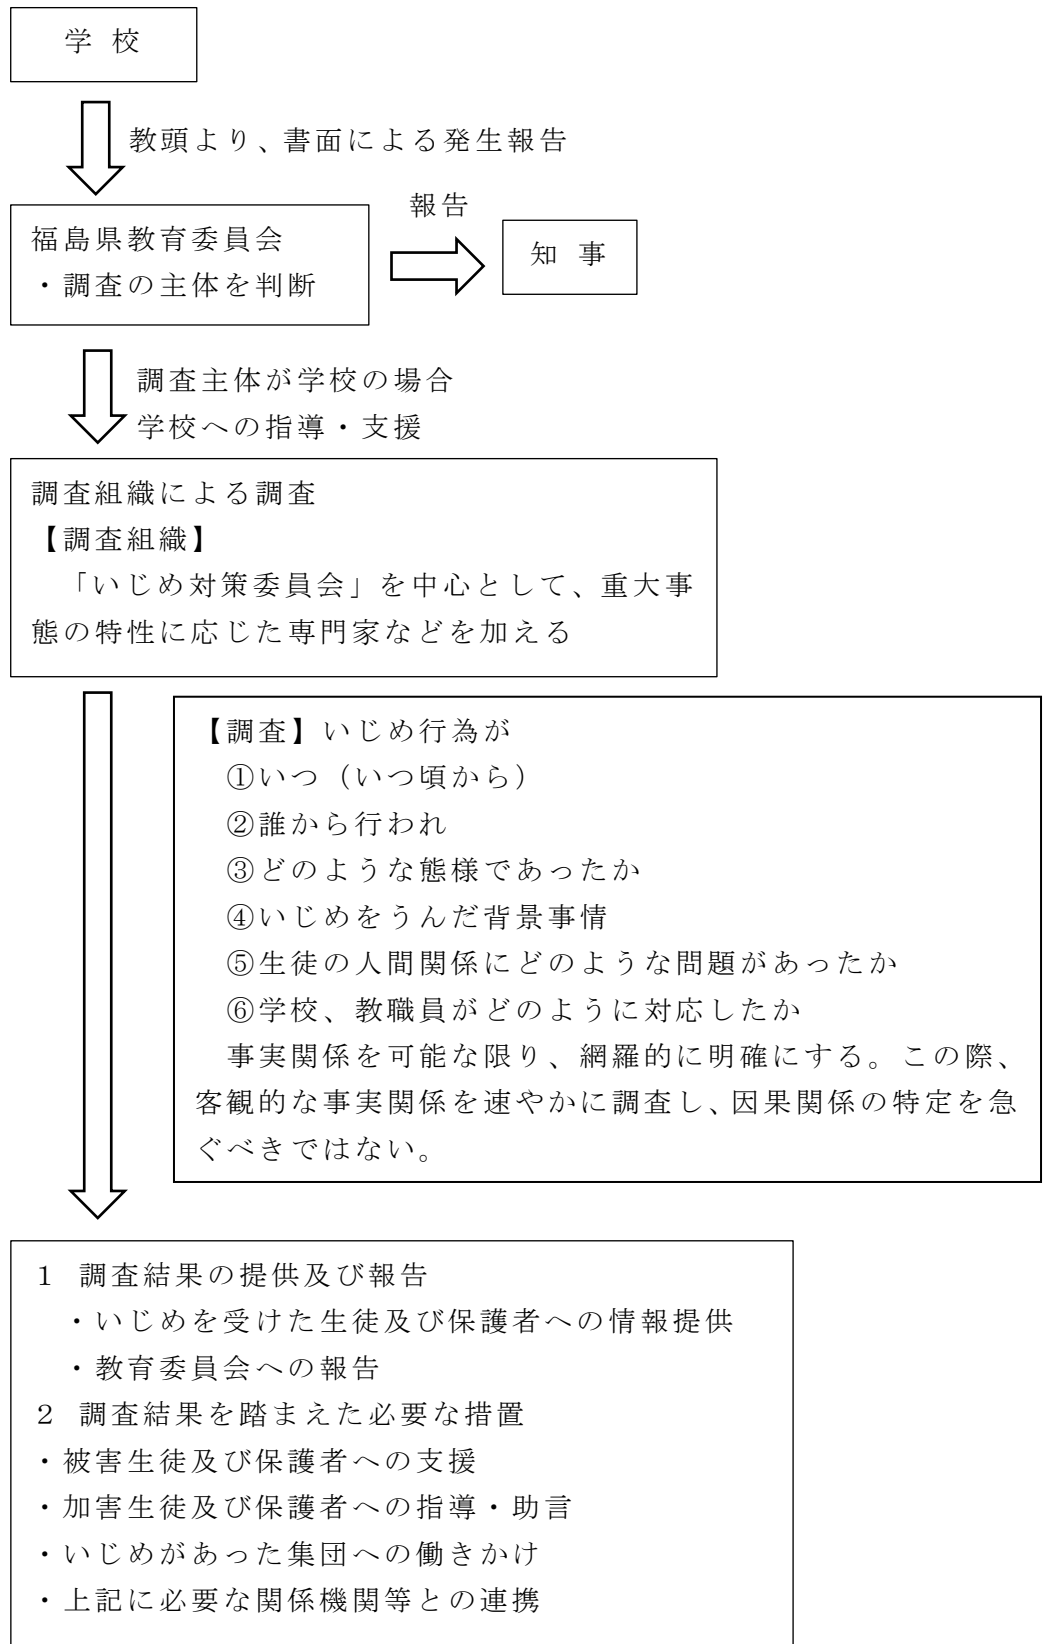 学 校
教頭より、書面による発生報告
報告
福島県教育委員会
・調査の主体を判断
知 事
調査主体が学校の場合
学校への指導・支援
調査組織による調査
【調査組織】
「いじめ対策委員会」を中心として、重大事
態の特性に応じた専門家などを加える
【調査】いじめ行為が
①いつ（いつ頃から）
②誰から行われ
③どのような態様であったか
④いじめをうんだ背景事情
⑤生徒の人間関係にどのような問題があったか
⑥学校、教職員がどのように対応したか
事実関係を可能な限り、網羅的に明確にする。この際、
客観的な事実関係を速やかに調査し、因果関係の特定を急
ぐべきではない。
1 調査結果の提供及び報告
・いじめを受けた生徒及び保護者への情報提供
・教育委員会への報告
2 調査結果を踏まえた必要な措置
・被害生徒及び保護者への支援
・加害生徒及び保護者への指導・助言
・いじめがあった集団への働きかけ
・上記に必要な関係機関等との連携